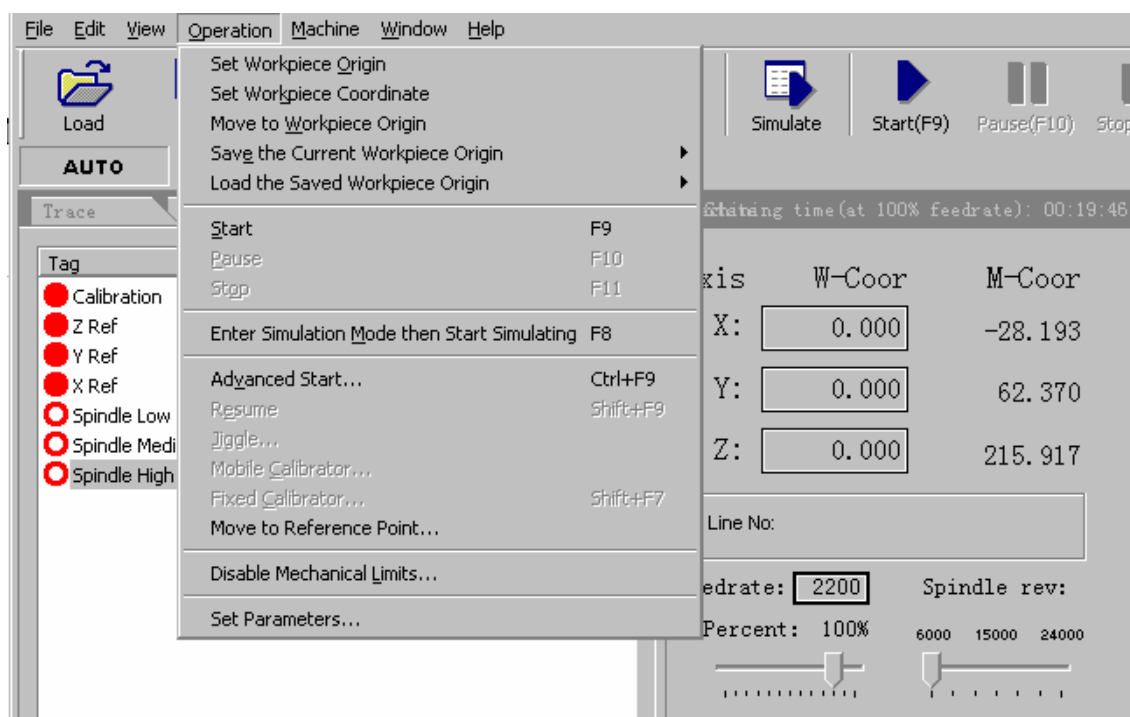 File Edit View Operation Machine Window Help
Load
Simulate
Start(F9)
Pause(F10)
Stop
AUTO
Trace
Tag
Calibration
Z Ref
Y Ref
X Ref
Spindle Low
Spindle Medi
Spindle High
Set Workpiece Origin
Set Workpiece Coordinate
Move to Workpiece Origin
Save the Current Workpiece Origin
Load the Saved Workpiece Origin
Start F9
Pause F10
Stop F11
Enter Simulation Mode then Start Simulating F8
Advanced Start... Ctrl+F9
Resume Shift+F9
Jiggle...
Mobile Calibrator...
Fixed Calibrator... Shift+F7
Move to Reference Point...
Disable Mechanical Limits...
Set Parameters...
time(at 100% feedrate): 00:19:46
xis W-Coor M-Coor
X: 0.000 -28.193
Y: 0.000 62.370
Z: 0.000 215.917
Line No:
edrate: 2200 Spindle rev:
Percent: 100% 6000 15000 24000